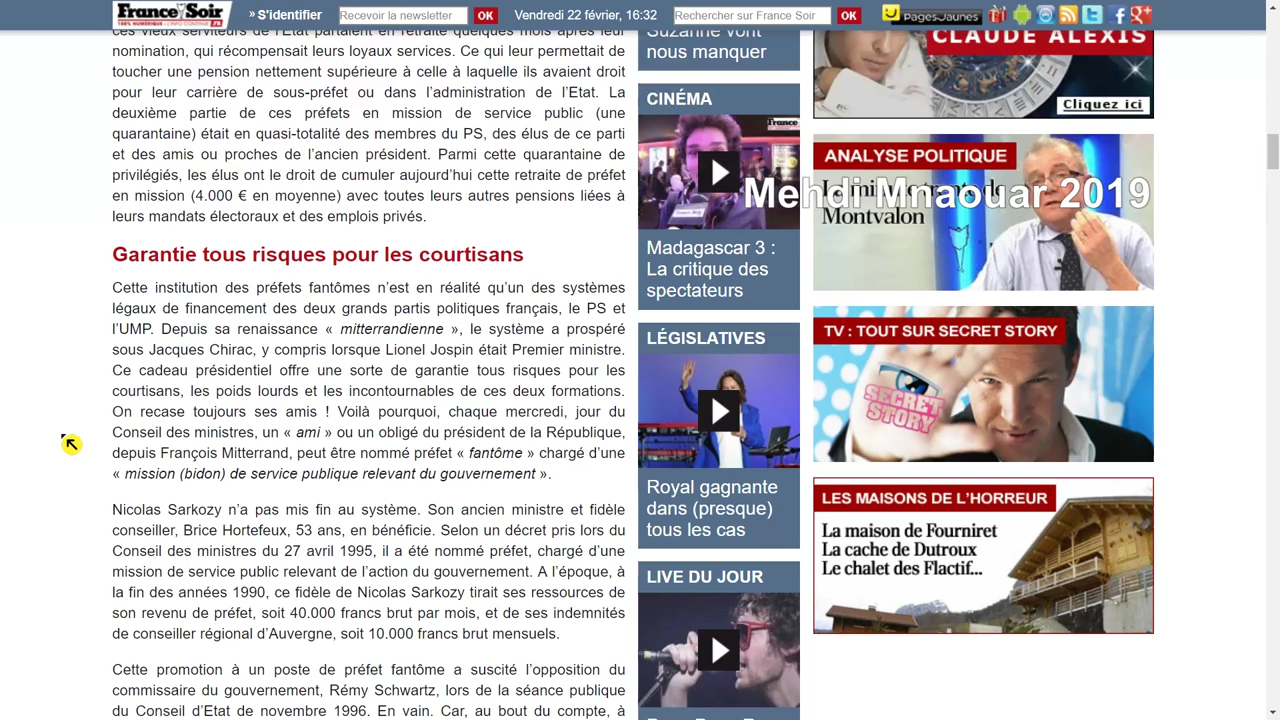 France Soir
100% NUMERIQUE
» S'identifier
Recevoir la newsletter
OK
Rechercher sur France Soir
OK
PagesJaunes
ces vieux serviteurs de l'Etat partaient en retraite quelques mois après leur
nomination, qui récompensait leurs loyaux services. Ce qui leur permettait de
toucher une pension nettement supérieure à celle à laquelle ils avaient droit
pour leur carrière de sous-préfet ou dans l'administration de l'Etat. La
deuxième partie de ces préfets en mission de service public (une
quarantaine) était en quasi-totalité des membres du PS, des élus de ce parti
et des amis ou proches de l'ancien président. Parmi cette quarantaine de
privilégiés, les élus ont le droit de cumuler aujourd'hui cette retraite de préfet
en mission (4.000 € en moyenne) avec toutes leurs autres pensions liées à
leurs mandats électoraux et des emplois privés.
Garantie tous risques pour les courtisans
Cette institution des préfets fantômes n'est en réalité qu'un des systèmes
légaux de financement des deux grands partis politiques français, le PS et
l'UMP. Depuis sa renaissance « mitterrandienne », le système a prospéré
sous Jacques Chirac, y compris lorsque Lionel Jospin était Premier ministre.
Ce cadeau présidentiel offre une sorte de garantie tous risques pour les
courtisans, les poids lourds et les incontournables de ces deux formations.
On recase toujours ses amis ! Voilà pourquoi, chaque mercredi, jour du
Conseil des ministres, un « ami » ou un obligé du président de la République,
depuis François Mitterrand, peut être nommé préfet « fantôme » chargé d'une
« mission (bidon) de service publique relevant du gouvernement ».
Nicolas Sarkozy n'a pas mis fin au système. Son ancien ministre et fidèle
conseiller, Brice Hortefeux, 53 ans, en bénéficie. Selon un décret pris lors du
Conseil des ministres du 27 avril 1995, il a été nommé préfet, chargé d'une
mission de service public relevant de l'action du gouvernement. A l'époque, à
la fin des années 1990, ce fidèle de Nicolas Sarkozy tirait ses ressources de
son revenu de préfet, soit 40.000 francs brut par mois, et de ses indemnités
de conseiller régional d'Auvergne, soit 10.000 francs brut mensuels.
Cette promotion à un poste de préfet fantôme a suscité l'opposition du
commissaire du gouvernement, Rémy Schwartz, lors de la séance publique
du Conseil d'Etat de novembre 1996. En vain. Car, au bout du compte, à
Suzanne vont
nous manquer
CINÉMA
France
Madagascar 3 :
La critique des
spectateurs
LÉGISLATIVES
Royal gagnante
dans (presque)
tous les cas
LIVE DU JOUR
CLAUDE ALEXIS
Cliquez ici
ANALYSE POLITIQUE
Montvalon
Mehdi Mnaouar 2019
TV : TOUT SUR SECRET STORY
SECRET
STORY
LES MAISONS DE L'HORREUR
La maison de Fourniret
La cache de Dutroux
Le chalet des Flactif...